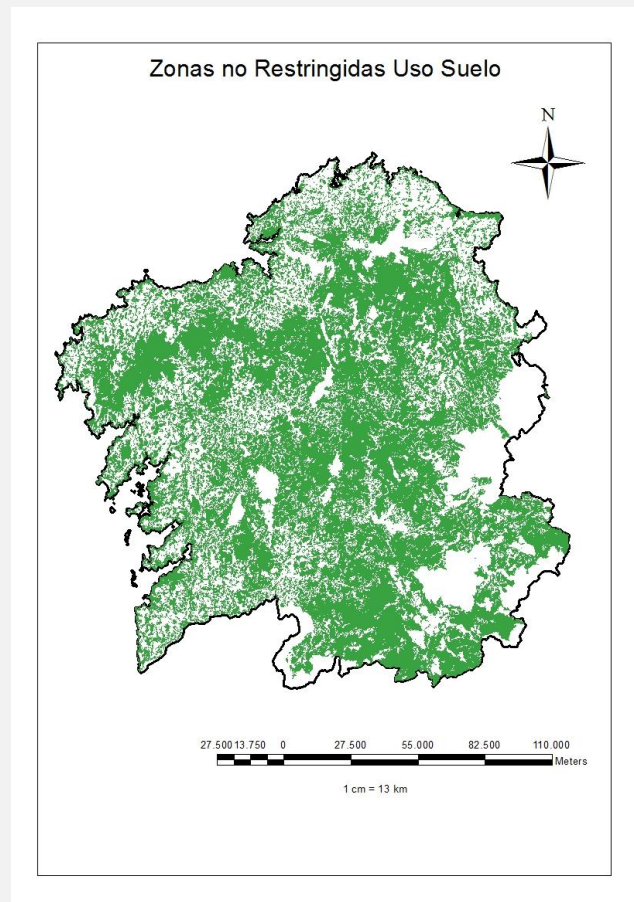 Zonas no Restringidas Uso Suelo
N
27.500 13.750 0 27.500 55.000 82.500 110.000
Meters
1 cm = 13 km